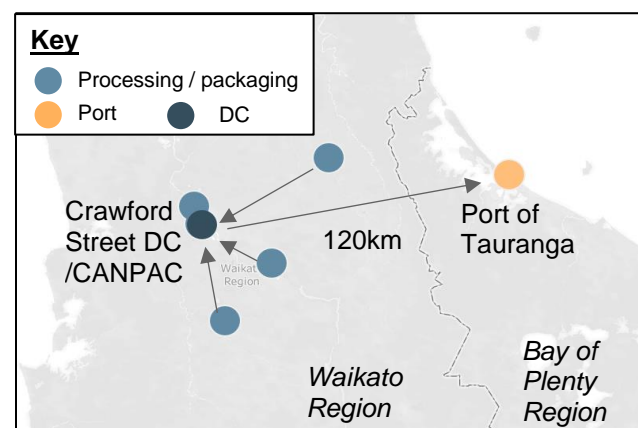 Key
Processing / packaging
Port
DC
Crawford
Street DC
/CANPAC
120km
Port of
Tauranga
Waikat
Region
Waikato
Region
Bay of
Plenty
Region